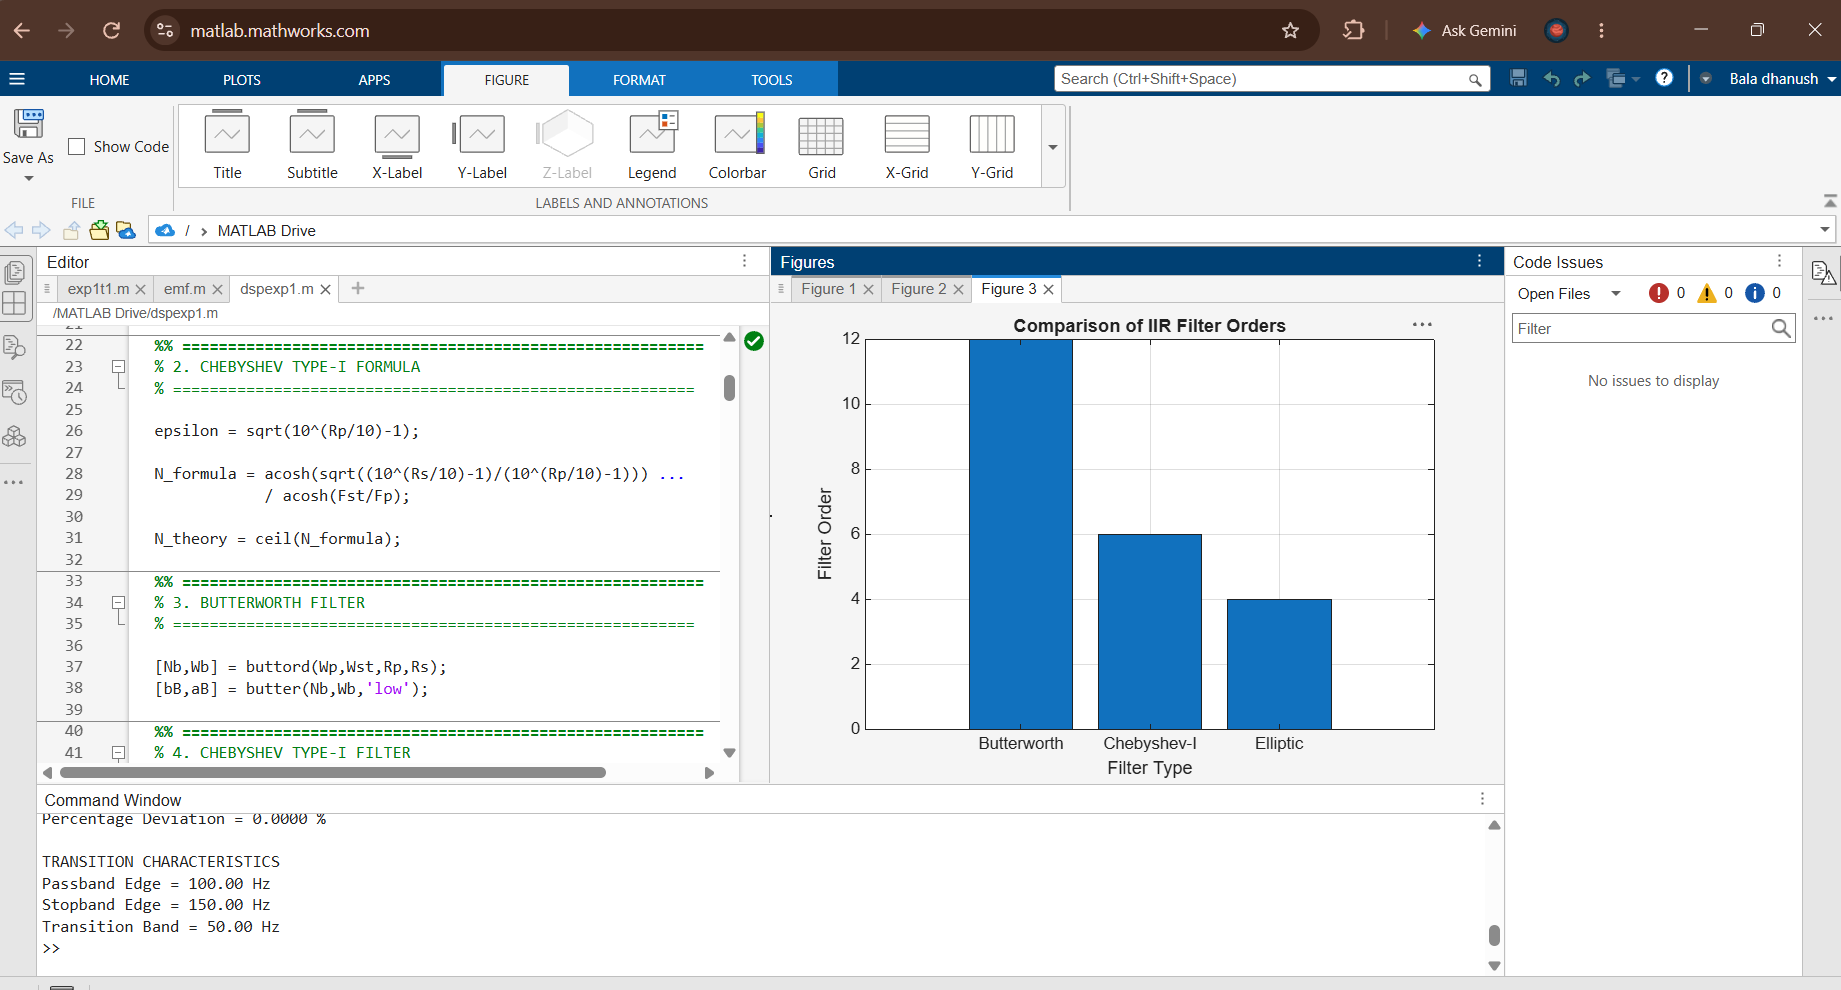 matlab.mathworks.com
Ask Gemini
HOME PLOTS APPS FIGURE FORMAT TOOLS
Search (Ctrl+Shift+Space)
Bala dhanush
Save As
Show Code
Title Subtitle X-Label Y-Label Z-Label Legend Colorbar Grid X-Grid Y-Grid
FILE
LABELS AND ANNOTATIONS
/ > MATLAB Drive
Editor
exp1t1.m emf.m dspexp1.m
/MATLAB Drive/dspexp1.m
21
22 %% =========================================================
23 % 2. CHEBYSHEV TYPE-I FORMULA
24 % =========================================================
25
26 epsilon = sqrt(10^(Rp/10)-1);
27
28 N_formula = acosh(sqrt((10^(Rs/10)-1)/(10^(Rp/10)-1))) ...
29 / acosh(Fst/Fp);
30
31 N_theory = ceil(N_formula);
32
33 %% =========================================================
34 % 3. BUTTERWORTH FILTER
35 % =========================================================
36
37 [Nb,Wb] = buttord(Wp,Wst,Rp,Rs);
38 [bB,aB] = butter(Nb,Wb,'low');
39
40 %% =========================================================
41 % 4. CHEBYSHEV TYPE-I FILTER
Figures
Figure 1 Figure 2 Figure 3
Comparison of IIR Filter Orders
12
10
8
6
4
2
0
Filter Order
Butterworth Chebyshev-I Elliptic
Filter Type
Code Issues
Open Files 0 0 0
Filter
No issues to display
Command Window
Percentage Deviation = 0.0000 %
TRANSITION CHARACTERISTICS
Passband Edge = 100.00 Hz
Stopband Edge = 150.00 Hz
Transition Band = 50.00 Hz
>>